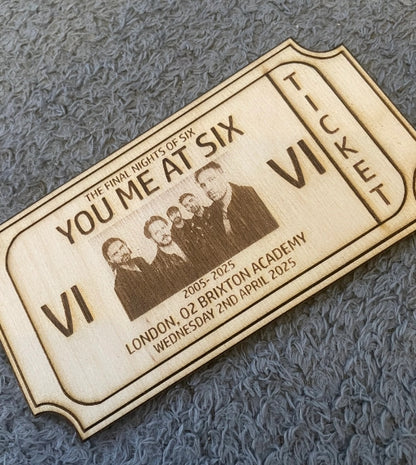 THE FINAL NIGHTS OF SIX
YOU ME AT SIX
VI
VI
TICKET
2005-2025
LONDON, O2 BRIXTON ACADEMY
WEDNESDAY 2ND APRIL 2025